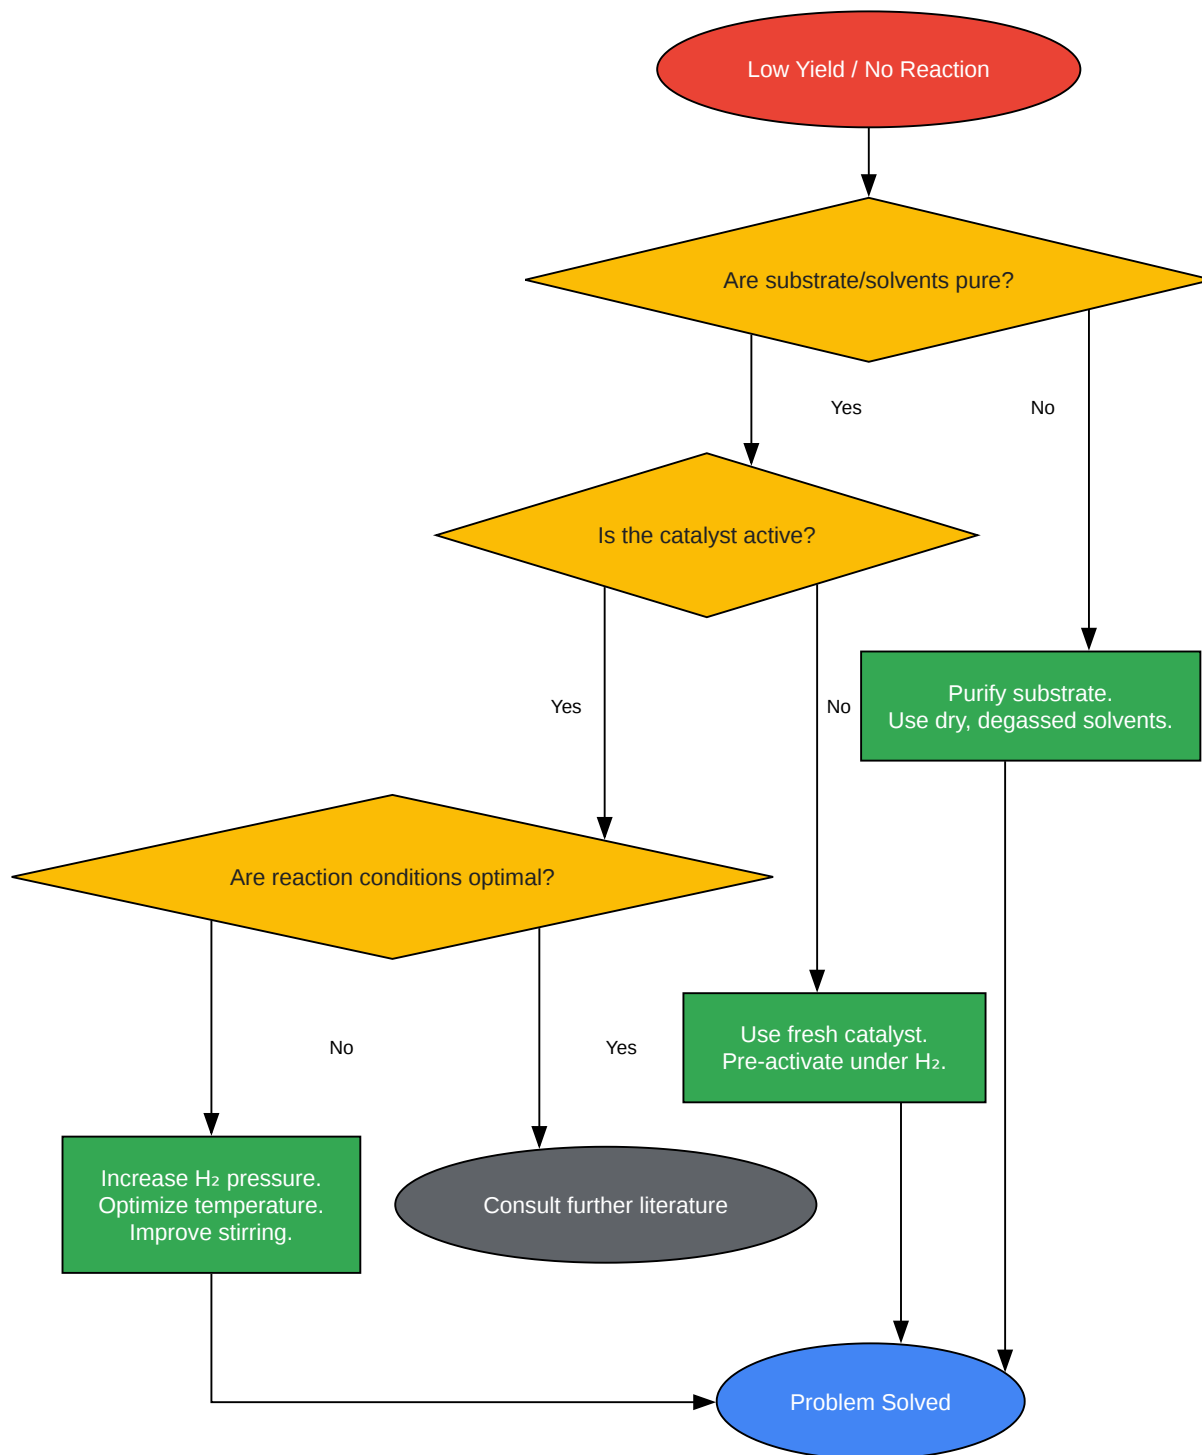 Low Yield / No Reaction
Are substrate/solvents pure?
Yes
No
Is the catalyst active?
Yes
No
Purify substrate.
Use dry, degassed solvents.
Are reaction conditions optimal?
No
Yes
Use fresh catalyst.
Pre-activate under H₂.
Increase H₂ pressure.
Optimize temperature.
Improve stirring.
Consult further literature
Problem Solved